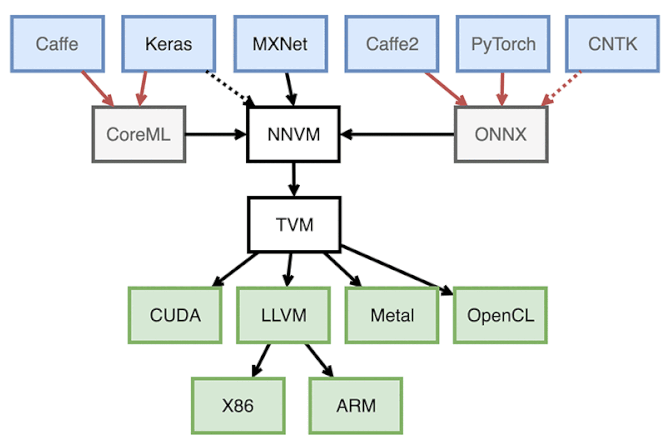 Caffe
Keras
MXNet
Caffe2
PyTorch
CNTK
CoreML
NNVM
ONNX
TVM
CUDA
LLVM
Metal
OpenCL
X86
ARM